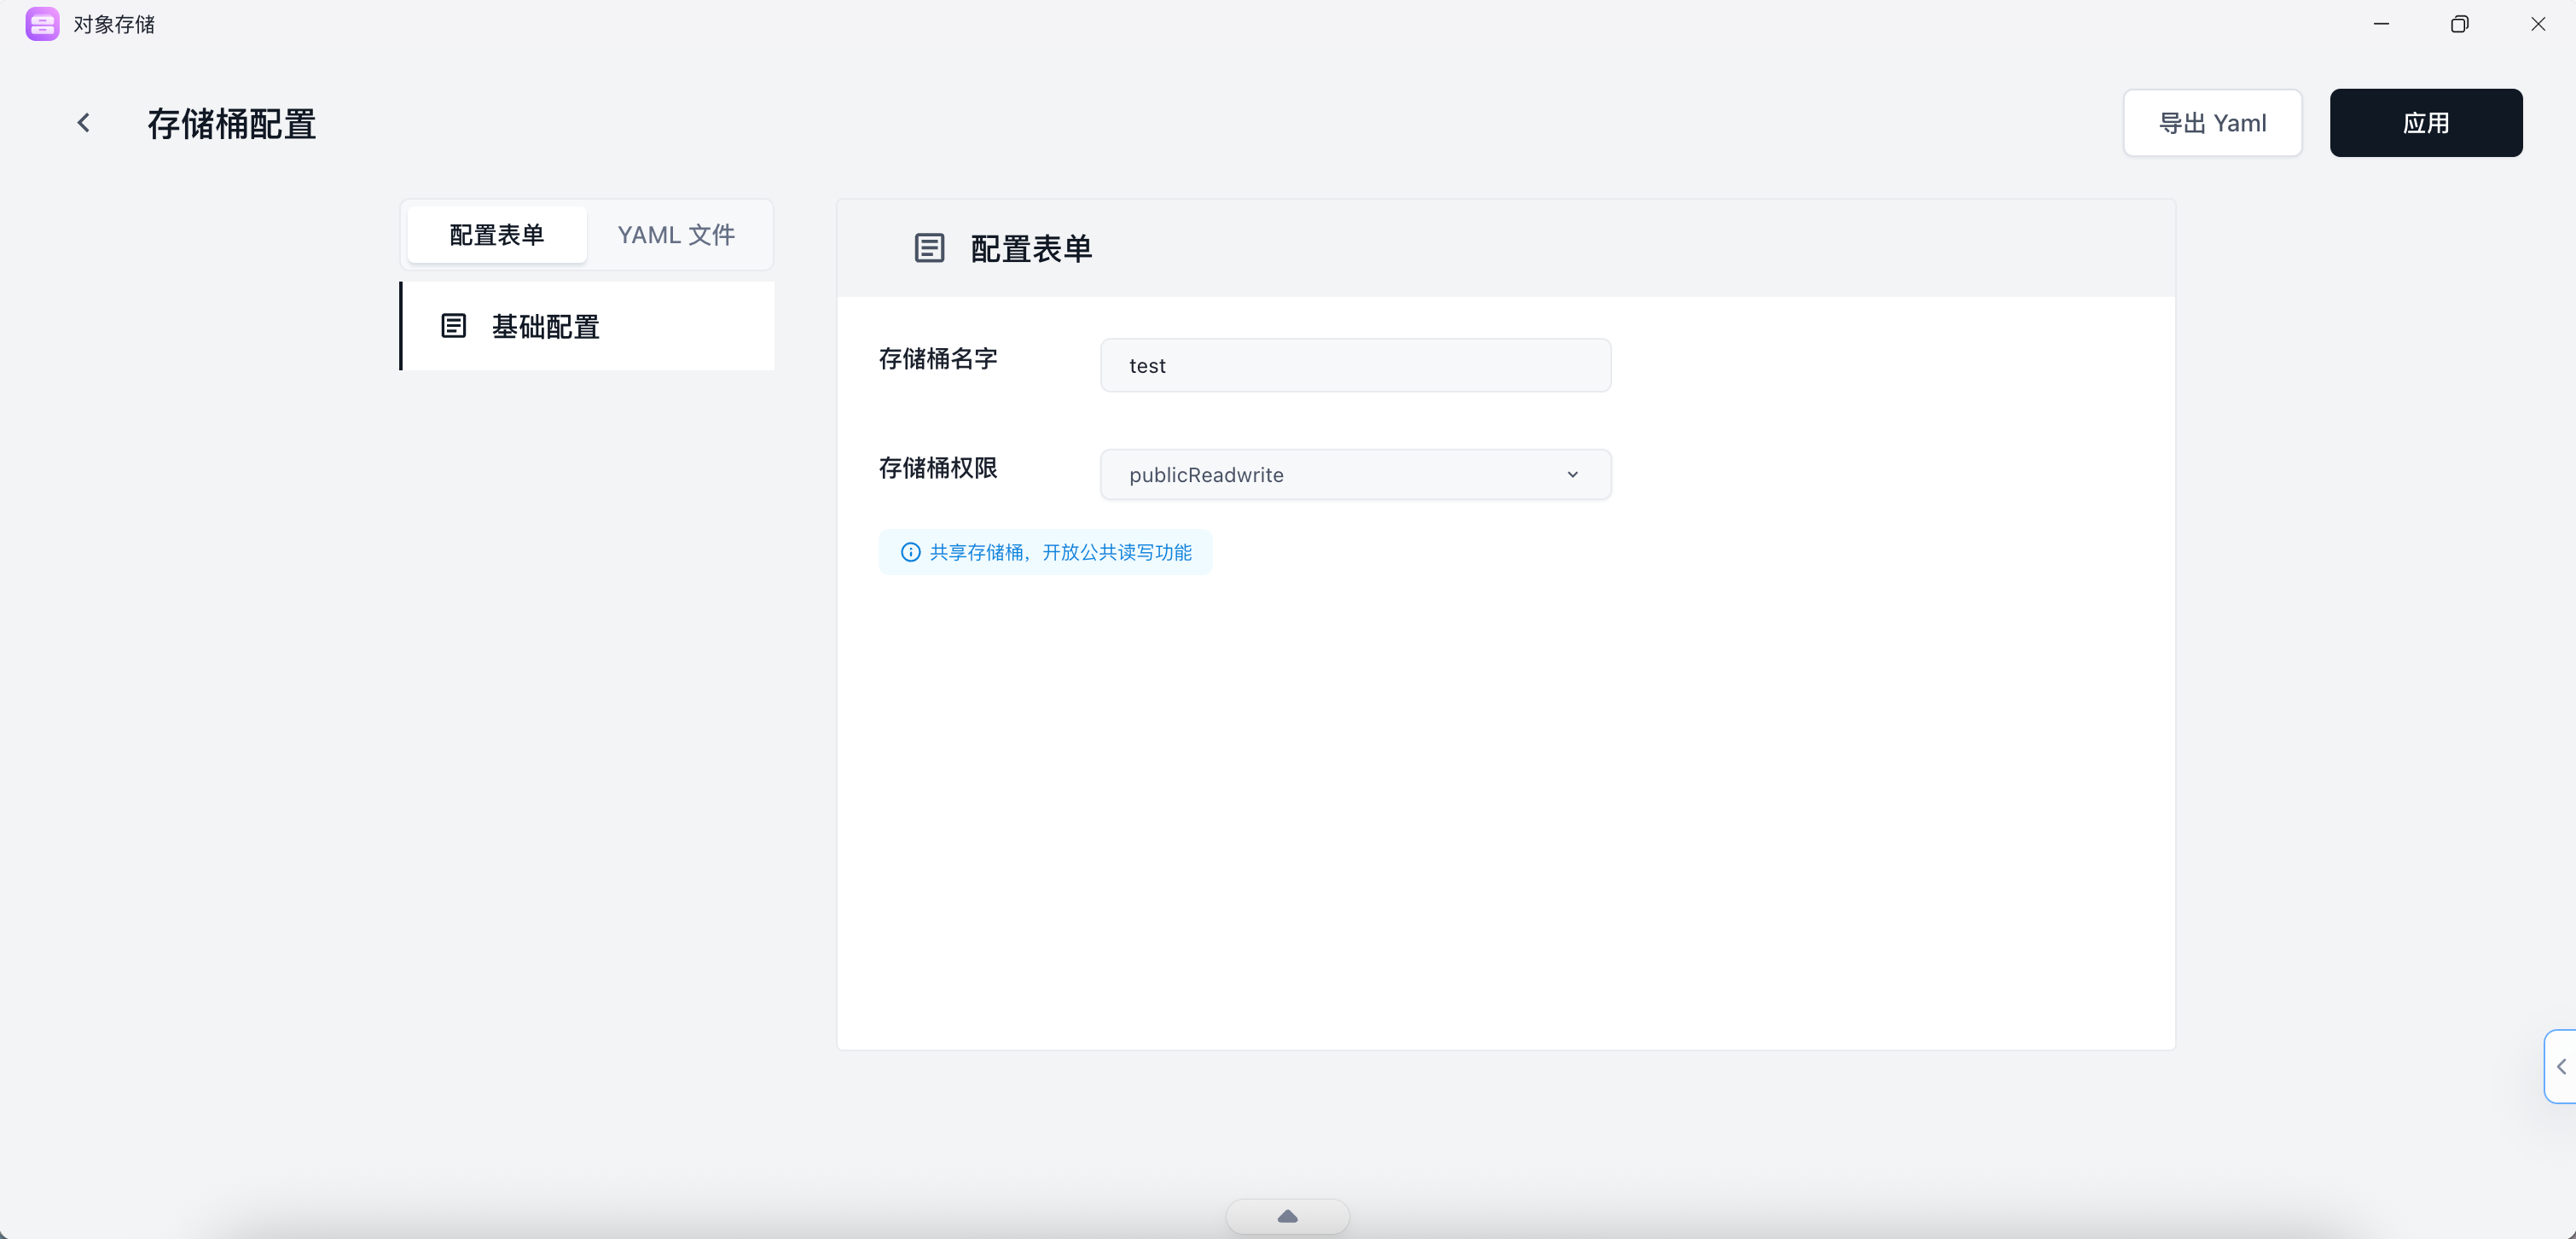 对象存储
存储桶配置
导出 Yaml
应用
配置表单
YAML 文件
基础配置
配置表单
存储桶名字
test
存储桶权限
publicReadwrite
共享存储桶，开放公共读写功能